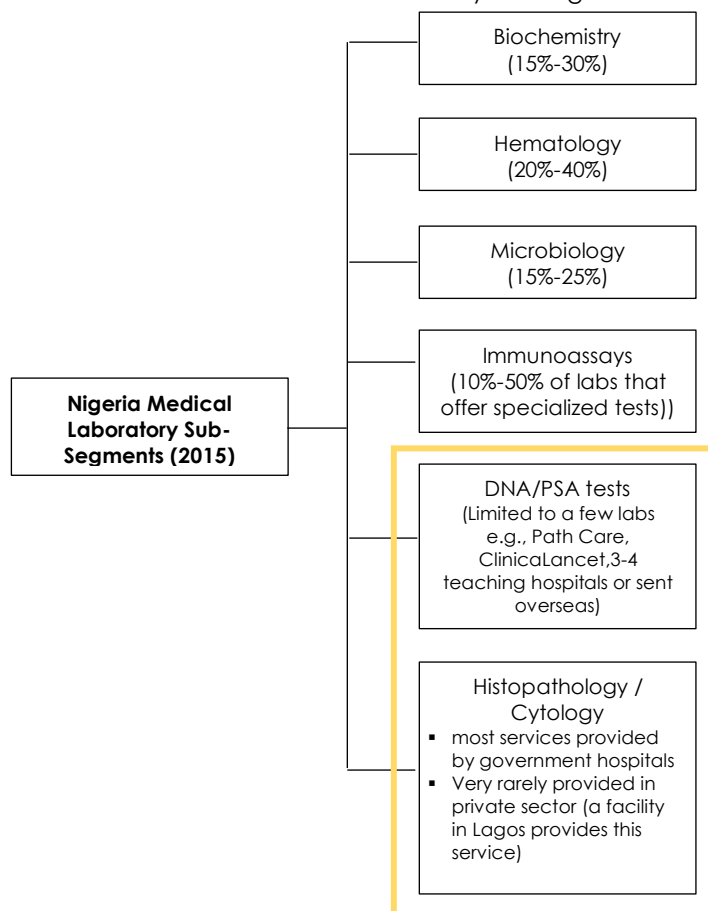 Biochemistry
(15%-30%)
Hematology
(20%-40%)
Microbiology
(15%-25%)
Immunoassays
(10%-50% of labs that
offer specialized tests))
Nigeria Medical
Laboratory Sub-
Segments (2015)
DNA/PSA tests
(Limited to a few labs
e.g., Path Care,
ClinicaLancet,3-4
teaching hospitals or sent
overseas)
Histopathology /
Cytology
▪ most services provided
by government hospitals
▪ Very rarely provided in
private sector (a facility
in Lagos provides this
service)